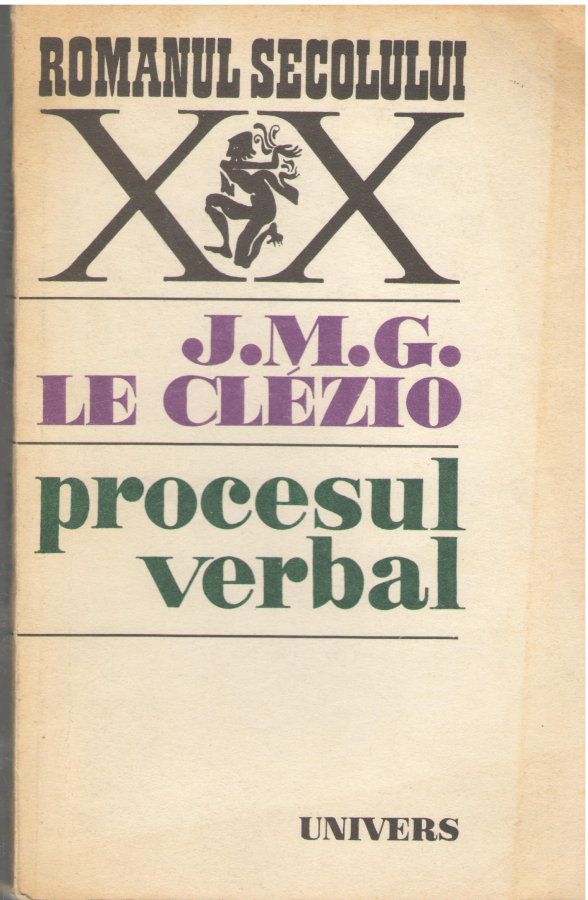 ROMANUL SECOLULUI
XX
J.M.G.
LE CLÉZIO
procesul
verbal
UNIVERS